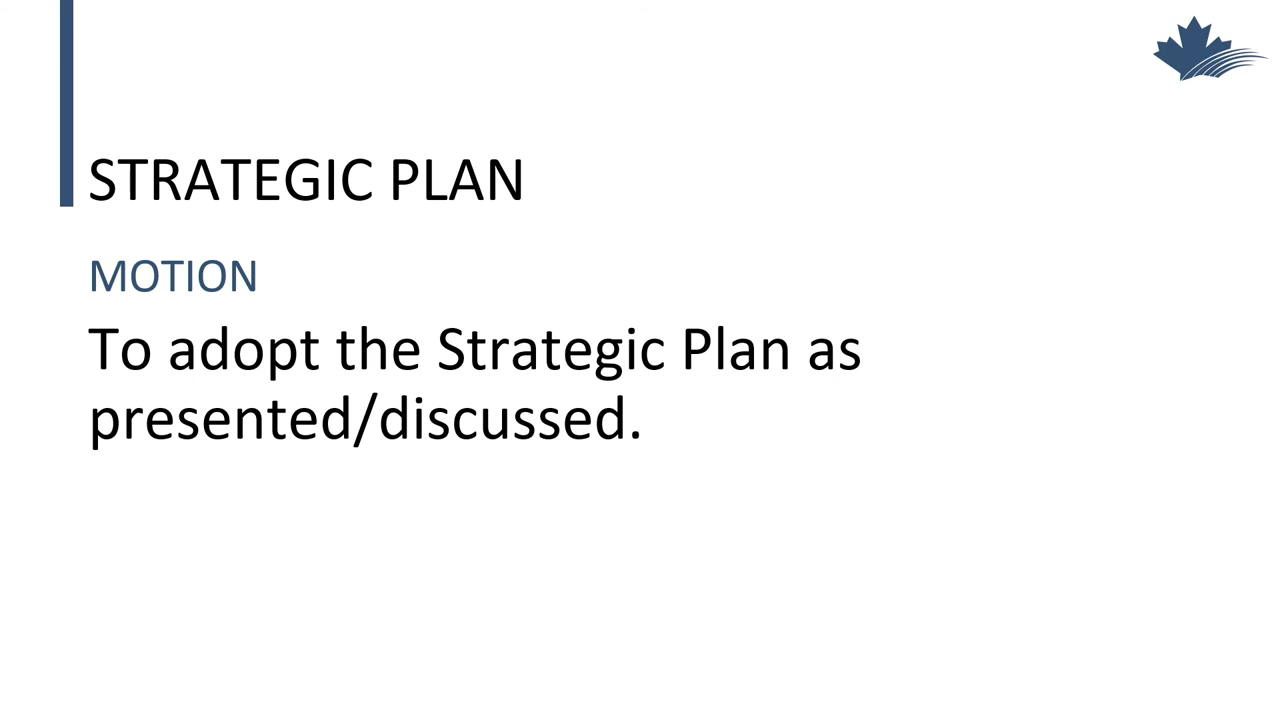 STRATEGIC PLAN
MOTION
To adopt the Strategic Plan as
presented/discussed.